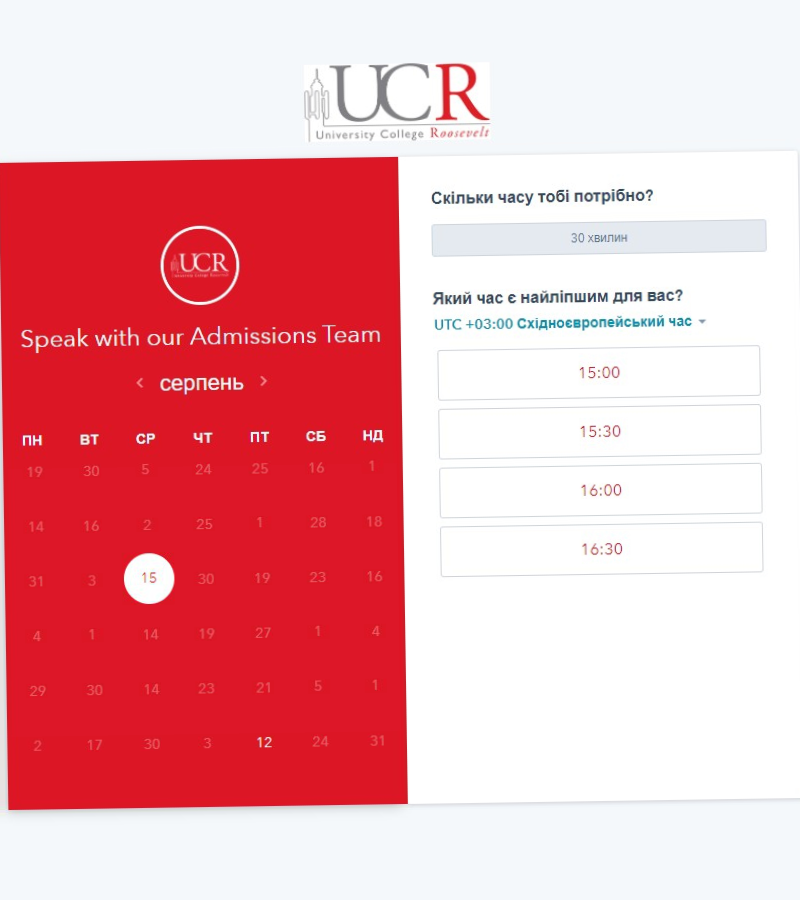 UCR
University College Roosevelt
UCR
Speak with our Admissions Team
серпень
ПН ВТ СР ЧТ ПТ СБ НД
19 30 5 24 25 16 1
14 16 2 25 1 28 18
31 3 15 30 19 23 16
4 1 14 19 27 1 4
29 30 14 23 21 5 1
2 17 30 3 12 24 31
Скільки часу тобі потрібно?
30 хвилин
Який час є найліпшим для вас?
UTC +03:00 Східноєвропейський час
15:00
15:30
16:00
16:30